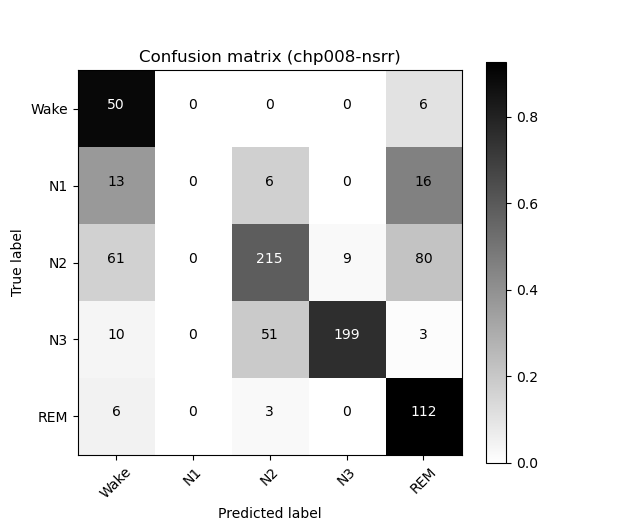 Confusion matrix (chp008-nsrr)
Wake 50 0 0 0 6
N1 13 0 6 0 16
N2 61 0 215 9 80
N3 10 0 51 199 3
REM 6 0 3 0 112
Wake N1 N2 N3 REM
True label
Predicted label
0.8
0.6
0.4
0.2
0.0